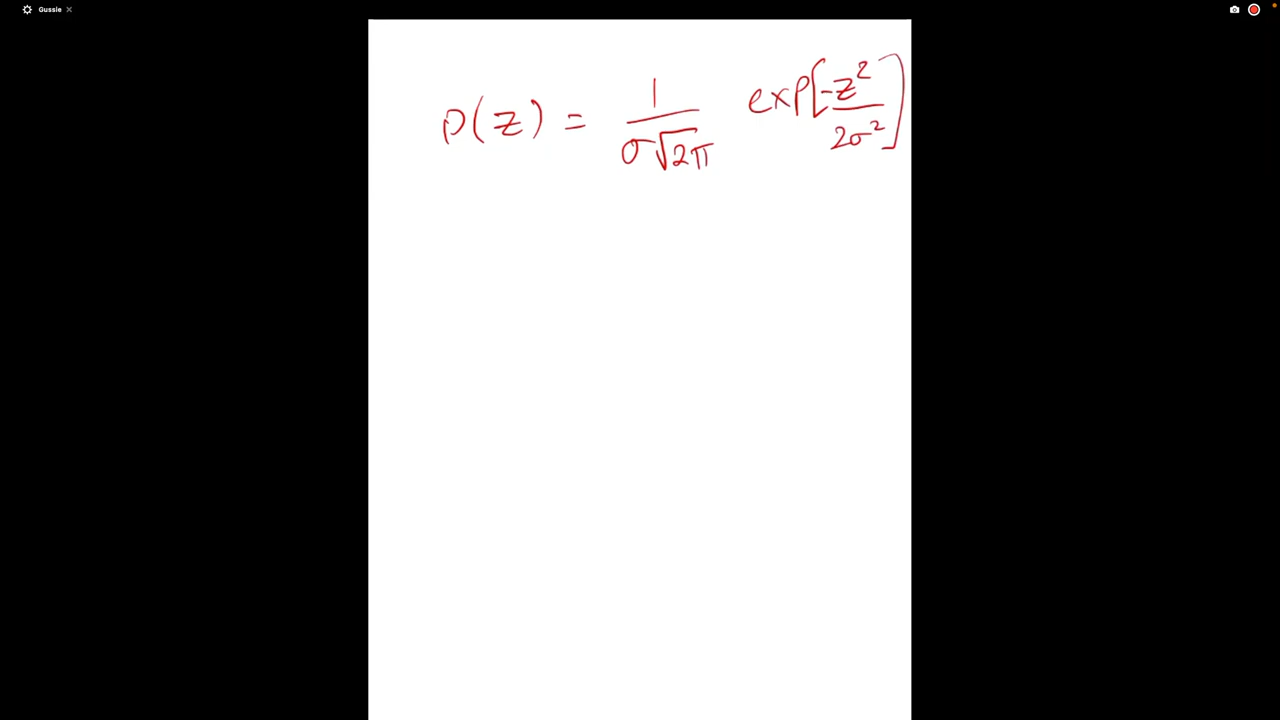 Gussie
p(z) = 1/(σ√2π) exp[-z²/2σ²]